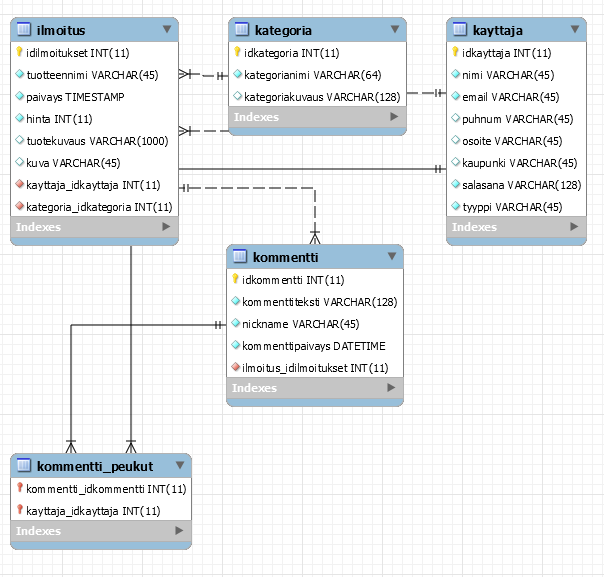 ilmoitus
idilmoitukset INT(11)
tuotteennimi VARCHAR(45)
paivays TIMESTAMP
hinta INT(11)
tuotekuvaus VARCHAR(1000)
kuva VARCHAR(45)
kayttaja_idkayttaja INT(11)
kategoria_idkategoria INT(11)
Indexes
kategoria
idkategoria INT(11)
kategorianimi VARCHAR(64)
kategoriakuvaus VARCHAR(128)
Indexes
kayttaja
idkayttaja INT(11)
nimi VARCHAR(45)
email VARCHAR(45)
puhnum VARCHAR(45)
osoite VARCHAR(45)
kaupunki VARCHAR(45)
salasana VARCHAR(128)
tyyppi VARCHAR(45)
Indexes
kommentti
idkommentti INT(11)
kommenttiteksti VARCHAR(128)
nickname VARCHAR(45)
kommenttipaivays DATETIME
ilmoitus_idilmoitukset INT(11)
Indexes
kommentti_peukut
kommentti_idkommentti INT(11)
kayttaja_idkayttaja INT(11)
Indexes